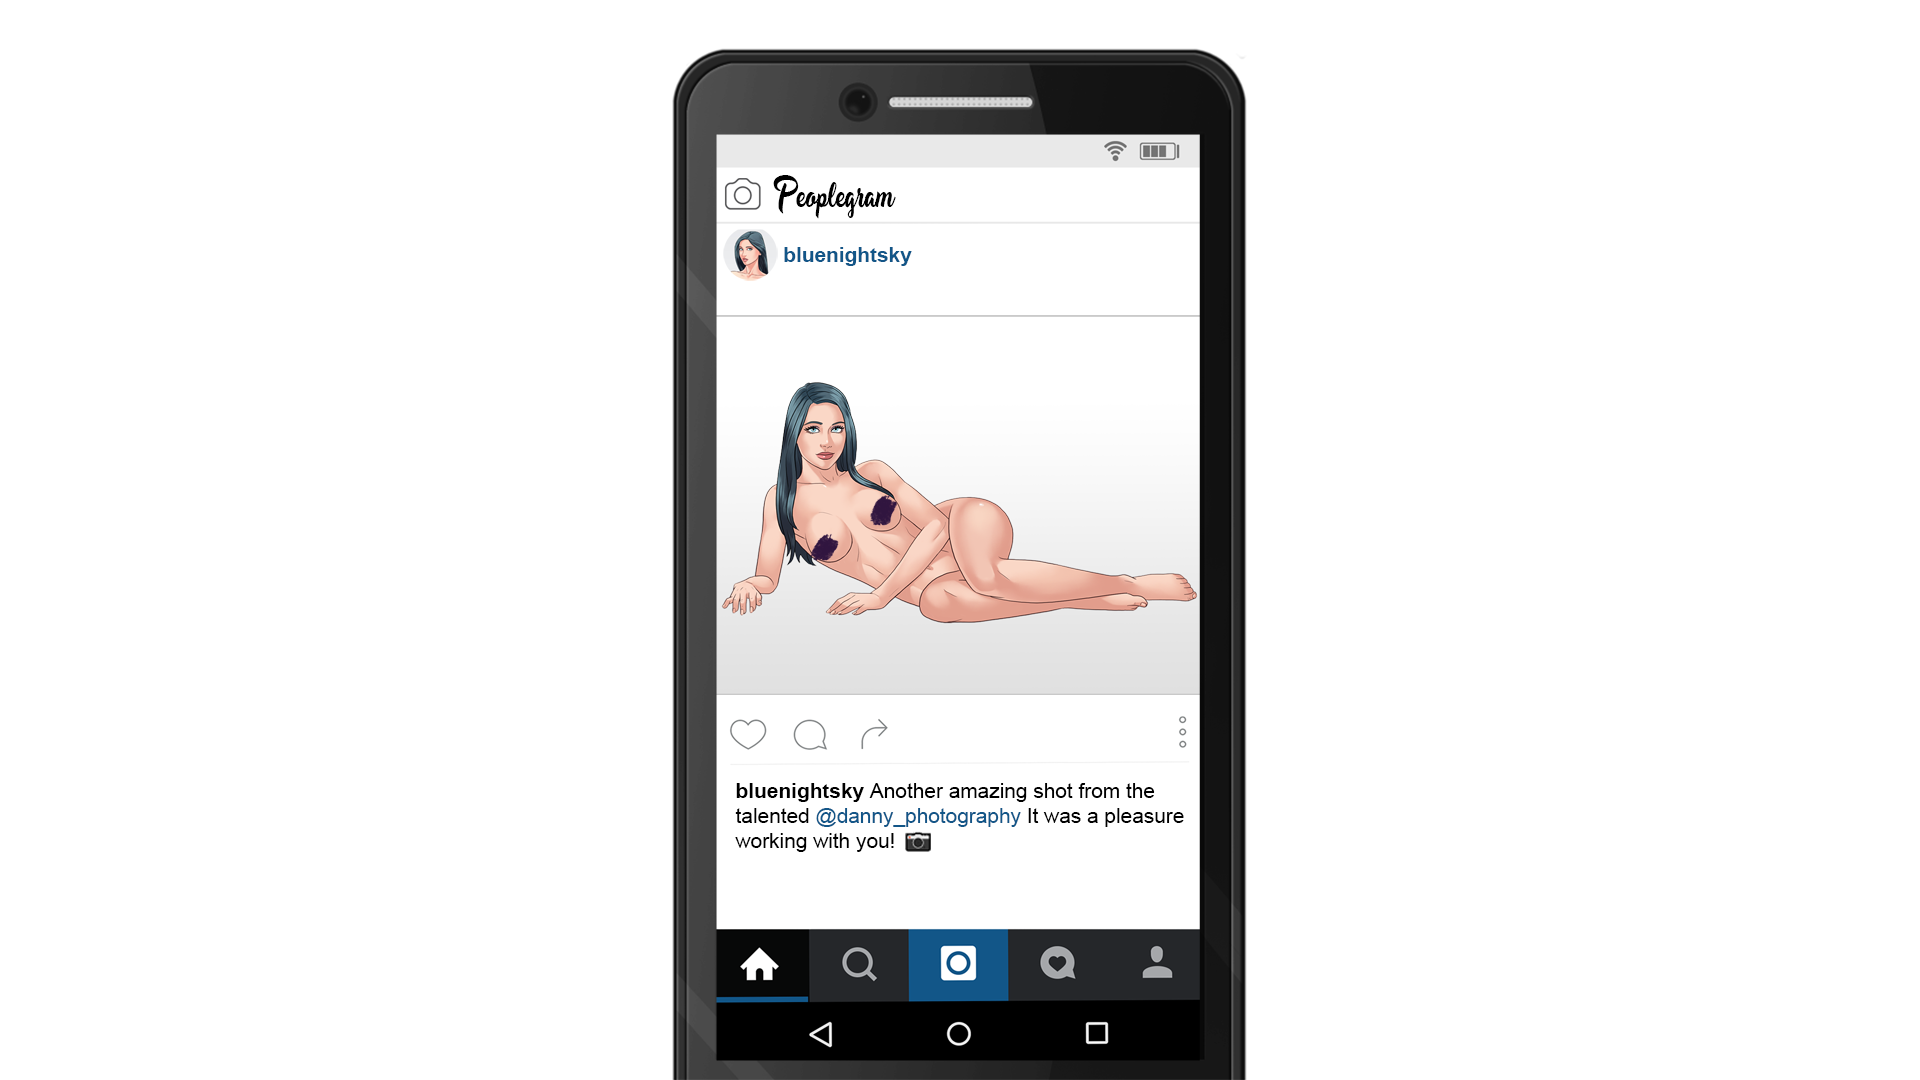 Peoplegram
bluenightsky
bluenightsky Another amazing shot from the
talented @danny_photography It was a pleasure
working with you! 📷